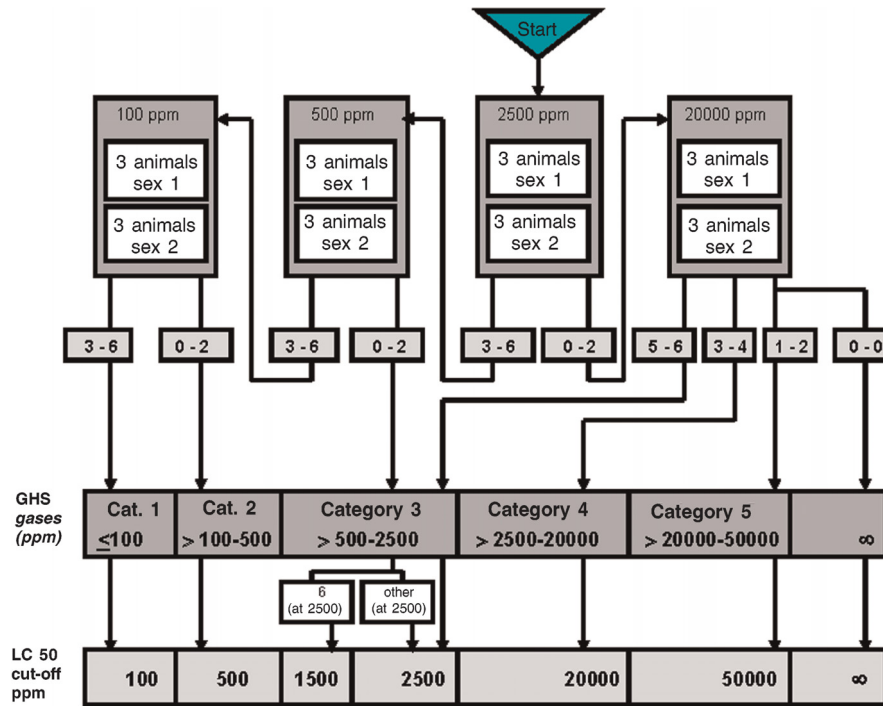 Start
100 ppm
3 animals
sex 1
3 animals
sex 2
500 ppm
3 animals
sex 1
3 animals
sex 2
2500 ppm
3 animals
sex 1
3 animals
sex 2
20000 ppm
3 animals
sex 1
3 animals
sex 2
3 - 6
0 - 2
3 - 6
0 - 2
3 - 6
0 - 2
5 - 6
3 - 4
1 - 2
0 - 0
GHS
gases
(ppm)
Cat. 1
≤100
Cat. 2
> 100-500
Category 3
> 500-2500
Category 4
> 2500-20000
Category 5
> 20000-50000
∞
6
(at 2500)
other
(at 2500)
LC 50
cut-off
ppm
100
500
1500
2500
20000
50000
∞